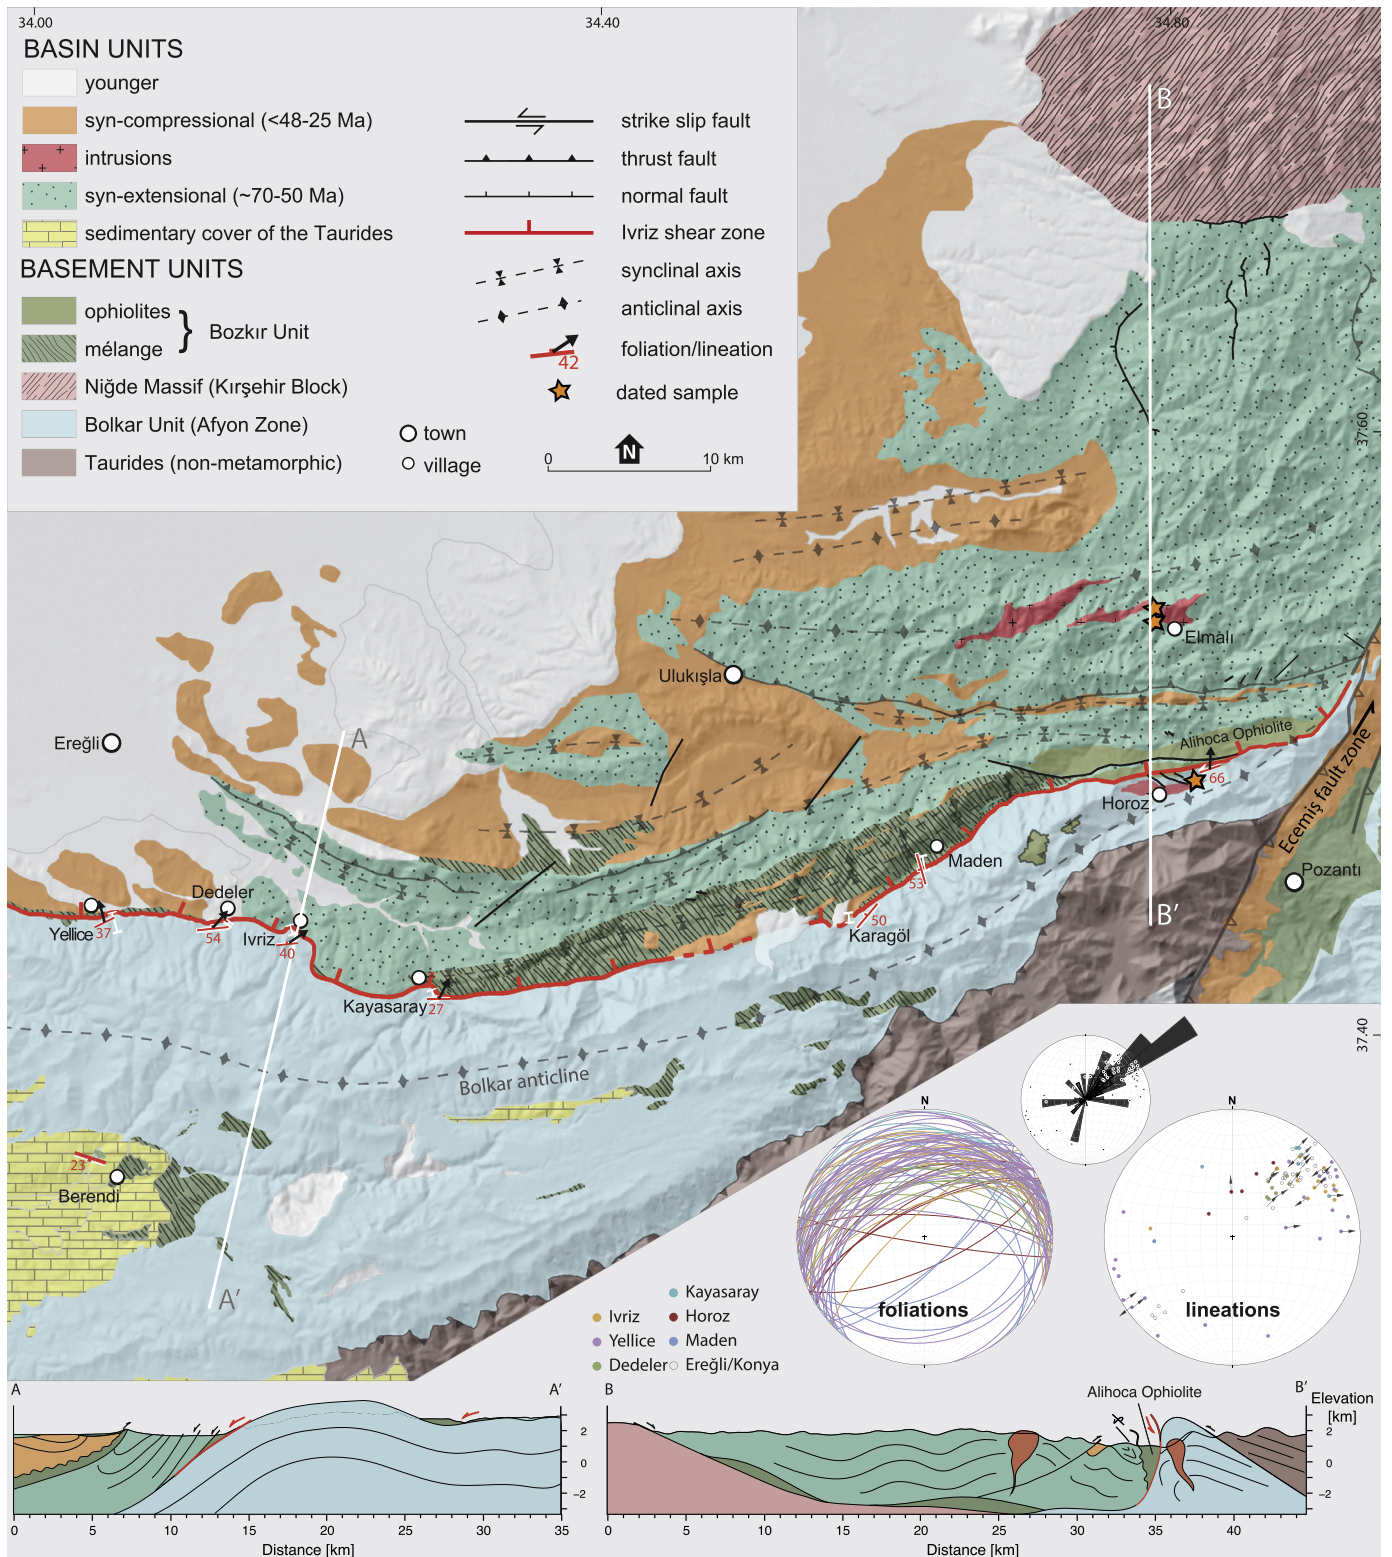 34.00
34.40
34.80
BASIN UNITS
younger
syn-compressional (<48-25 Ma)
intrusions
syn-extensional (~70-50 Ma)
sedimentary cover of the Taurides
BASEMENT UNITS
ophiolites
mélange
} Bozkır Unit
Niğde Massif (Kırşehir Block)
Bolkar Unit (Afyon Zone)
Taurides (non-metamorphic)
strike slip fault
thrust fault
normal fault
Ivriz shear zone
synclinal axis
anticlinal axis
foliation/lineation
42
dated sample
town
village
N
0 10 km
B
37.60
Elmalı
Ulukışla
Ereğli
A
Alihoca Ophiolite
66
Horoz
Ecemiş fault zone
Maden
53
Pozantı
Dedeler
Yellice
37
54
Ivriz
40
50
Karagöl
B'
Kayasaray
27
37.40
Bolkar anticline
23
Berendi
A'
N
N
foliations
lineations
Kayasaray
Ivriz
Horoz
Yellice
Maden
Dedeler
Ereğli/Konya
A
A'
B
Alihoca Ophiolite
B'
Elevation
[km]
2
0
−2
2
0
−2
0 5 10 15 20 25 30 35
Distance [km]
0 5 10 15 20 25 30 35 40
Distance [km]